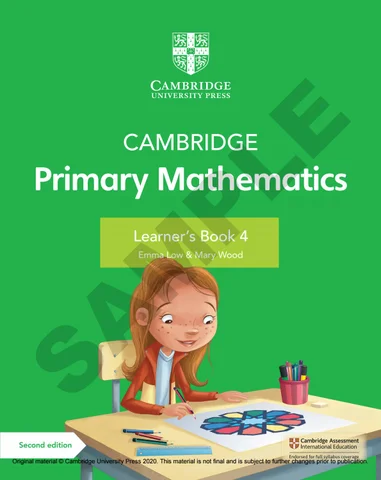 CAMBRIDGE
UNIVERSITY PRESS
CAMBRIDGE
Primary Mathematics
Learner's Book 4
Emma Low & Mary Wood
SAMPLE
Second edition
Cambridge Assessment
International Education
Endorsed for full syllabus coverage
Original material © Cambridge University Press 2020. This material is not final and is subject to further changes prior to publication.